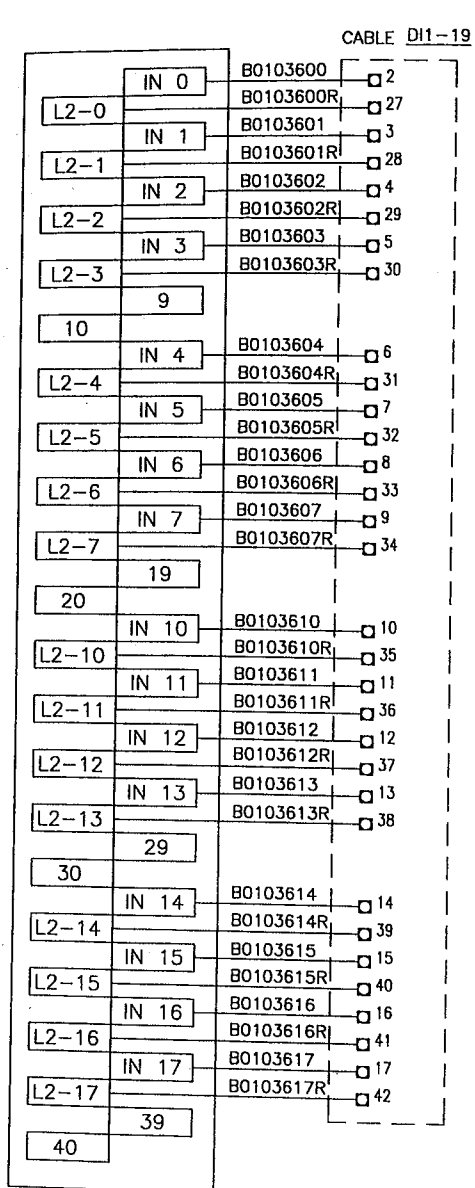 CABLE DI1-19
IN 0 B0103600 2
L2-0 B0103600R 27
IN 1 B0103601 3
L2-1 B0103601R 28
IN 2 B0103602 4
L2-2 B0103602R 29
IN 3 B0103603 5
L2-3 B0103603R 30
9
10
IN 4 B0103604 6
L2-4 B0103604R 31
IN 5 B0103605 7
L2-5 B0103605R 32
IN 6 B0103606 8
L2-6 B0103606R 33
IN 7 B0103607 9
L2-7 B0103607R 34
19
20
IN 10 B0103610 10
L2-10 B0103610R 35
IN 11 B0103611 11
L2-11 B0103611R 36
IN 12 B0103612 12
L2-12 B0103612R 37
IN 13 B0103613 13
L2-13 B0103613R 38
29
30
IN 14 B0103614 14
L2-14 B0103614R 39
IN 15 B0103615 15
L2-15 B0103615R 40
IN 16 B0103616 16
L2-16 B0103616R 41
IN 17 B0103617 17
L2-17 B0103617R 42
39
40